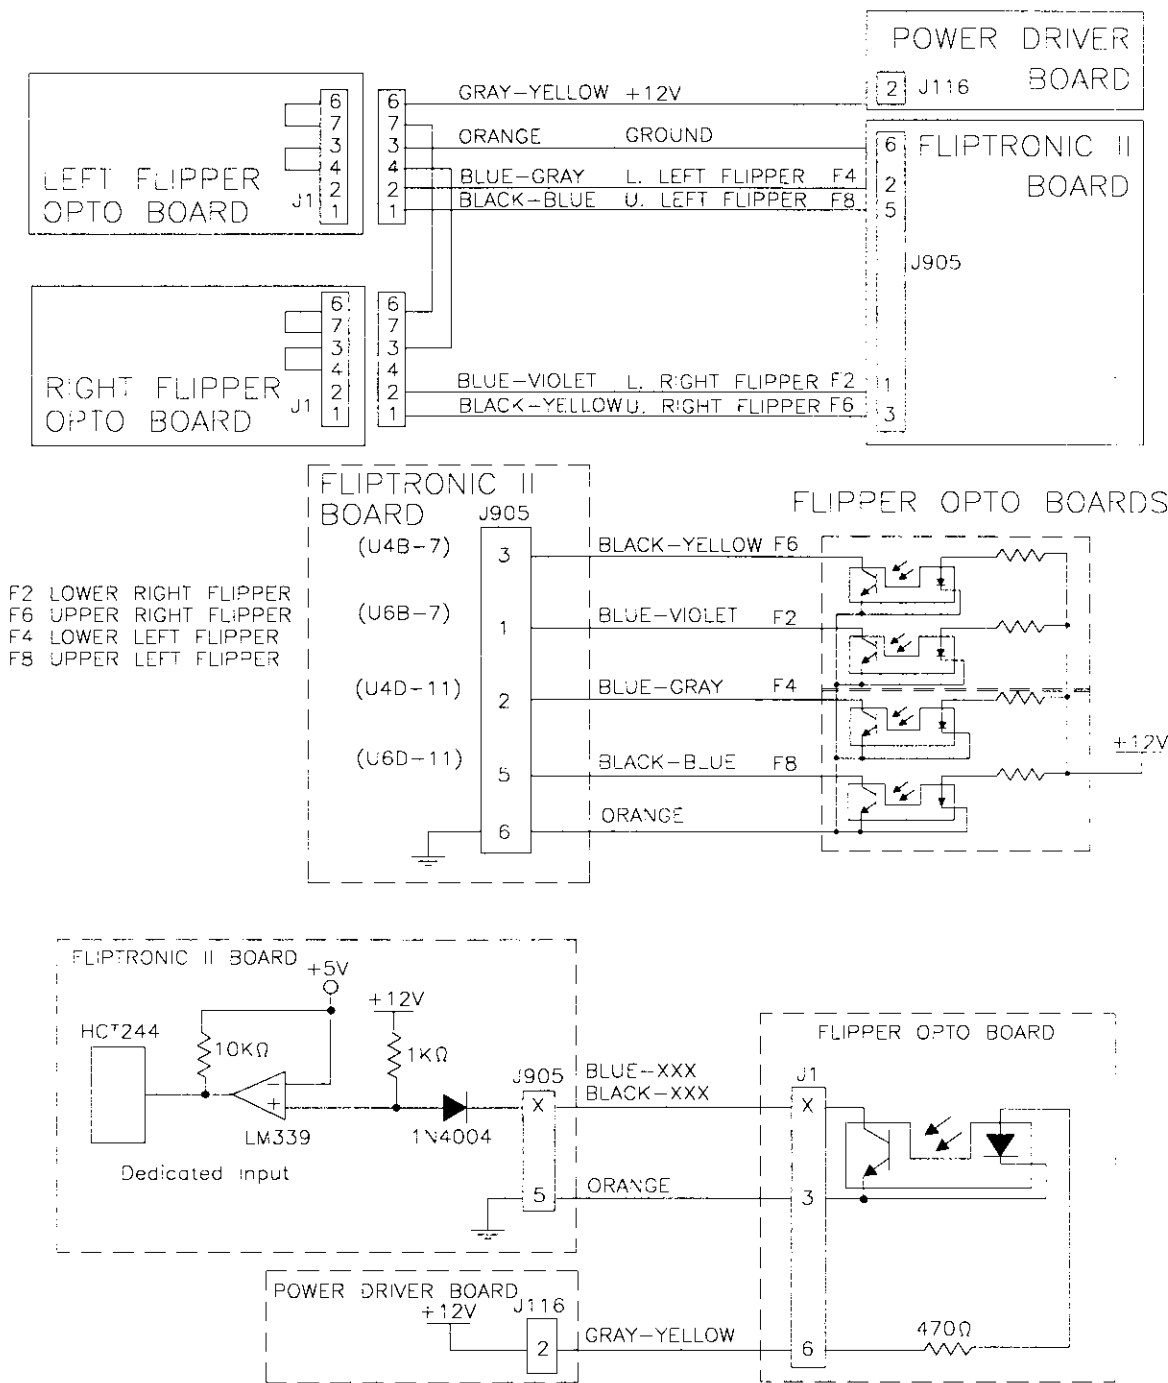 POWER DRIVER
BOARD
2 J116
GRAY-YELLOW +12V
ORANGE GROUND
BLUE-GRAY L. LEFT FLIPPER F4
BLACK-BLUE U. LEFT FLIPPER F8
LEFT FLIPPER
OPTO BOARD
J1
6
7
3
4
2
1
6
7
3
4
2
1
FLIPTRONIC II
BOARD
6
2
5
J905
1
3
RIGHT FLIPPER
OPTO BOARD
J1
6
7
3
4
2
1
6
7
3
4
2
1
BLUE-VIOLET L. RIGHT FLIPPER F2
BLACK-YELLOW U. RIGHT FLIPPER F6
FLIPTRONIC II
BOARD
J905
FLIPPER OPTO BOARDS
(U4B-7) 3 BLACK-YELLOW F6
F2 LOWER RIGHT FLIPPER
F6 UPPER RIGHT FLIPPER
F4 LOWER LEFT FLIPPER
F8 UPPER LEFT FLIPPER
(U6B-7) 1 BLUE-VIOLET F2
(U4D-11) 2 BLUE-GRAY F4
+12V
(U6D-11) 5 BLACK-BLUE F8
6 ORANGE
FLIPTRONIC II BOARD
+5V
+12V
HCT244
10KΩ
1KΩ
LM339
1N4004
Dedicated Input
J905
X
5
BLUE-XXX
BLACK-XXX
ORANGE
FLIPPER OPTO BOARD
J1
X
3
6
470Ω
POWER DRIVER BOARD
+12V
J116
2
GRAY-YELLOW